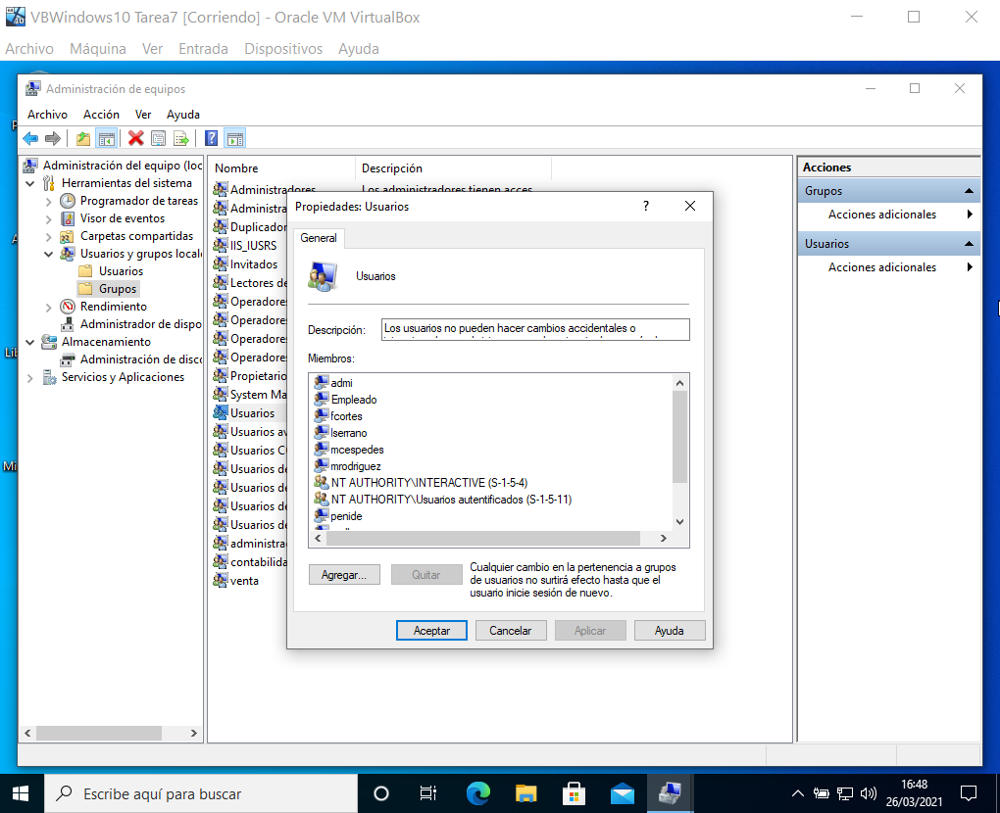 VBWindows10 Tarea7 [Corriendo] - Oracle VM VirtualBox
Archivo Máquina Ver Entrada Dispositivos Ayuda
Administración de equipos
Archivo Acción Ver Ayuda
Administración del equipo (loc
Herramientas del sistema
Programador de tareas
Visor de eventos
Carpetas compartidas
Usuarios y grupos locale
Usuarios
Grupos
Rendimiento
Administrador de dispo
Almacenamiento
Administración de disco
Servicios y Aplicaciones
Nombre Descripción
Administradores Los administradores tienen acces
Administra
Duplicador
IIS_IUSRS
Invitados
Lectores de
Operadores
Operadore
Operadore
Operadore
Propietario
System Ma
Usuarios
Usuarios av
Usuarios C
Usuarios de
Usuarios de
Usuarios de
Usuarios de
administra
contabilida
venta
Propiedades: Usuarios
General
Usuarios
Descripción:
Los usuarios no pueden hacer cambios accidentales o
Miembros:
admi
Empleado
fcortes
lserrano
mcespedes
mrodriguez
NT AUTHORITY\INTERACTIVE (S-1-5-4)
NT AUTHORITY\Usuarios autentificados (S-1-5-11)
penide
Agregar... Quitar
Cualquier cambio en la pertenencia a grupos
de usuarios no surtirá efecto hasta que el
usuario inicie sesión de nuevo.
Aceptar Cancelar Aplicar Ayuda
Acciones
Grupos
Acciones adicionales
Usuarios
Acciones adicionales
Escribe aquí para buscar
16:48
26/03/2021